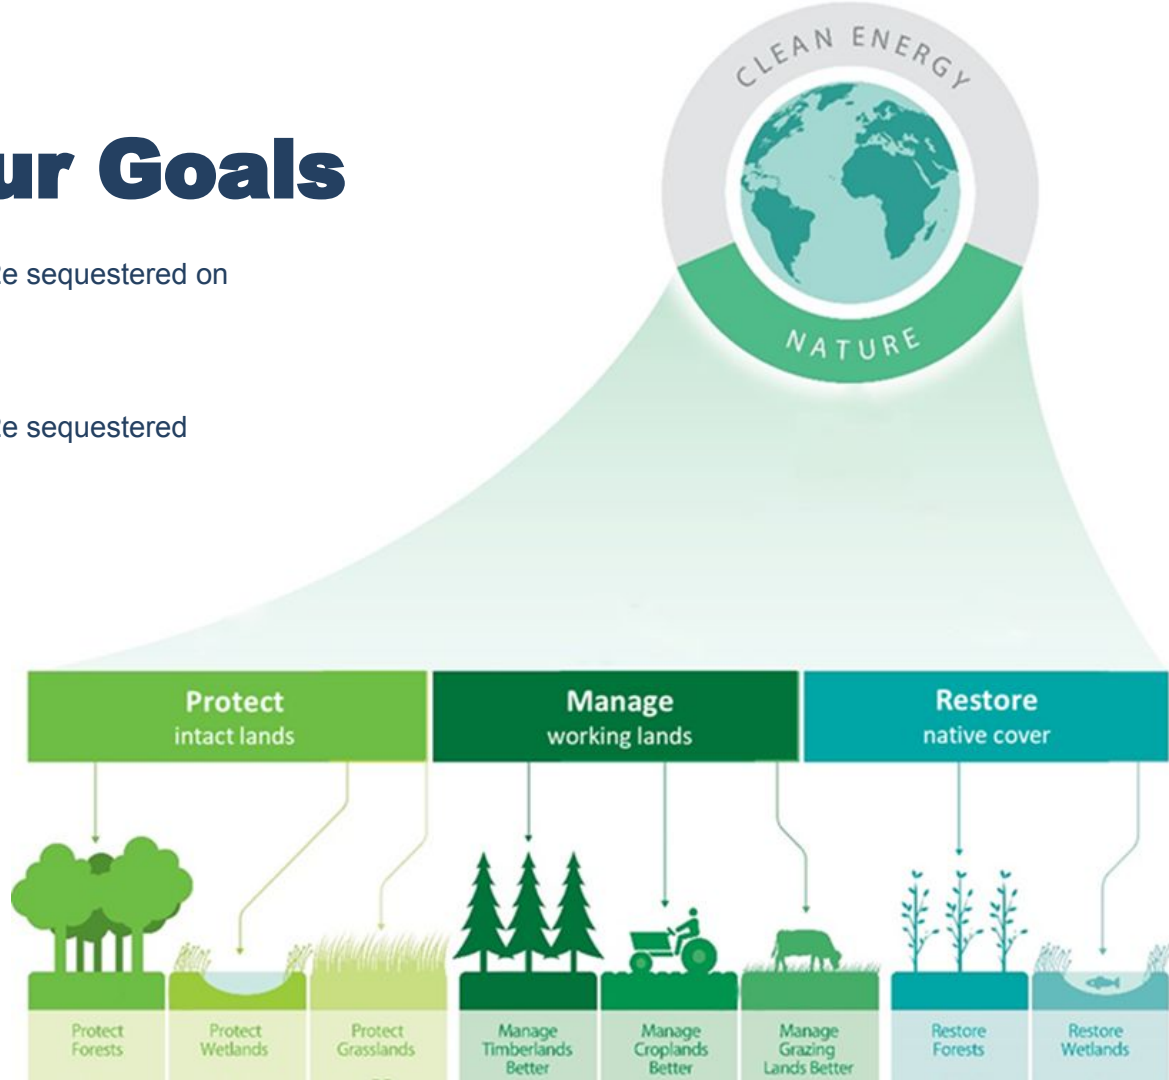 CLEAN ENERGY
ur Goals
e sequestered on
NATURE
e sequestered
Protect
intact lands
Manage
working lands
Restore
native cover
Protect
Forests
Protect
Wetlands
Protect
Grasslands
Manage
Timberlands
Better
Manage
Croplands
Better
Manage
Grazing
Lands Better
Restore
Forests
Restore
Wetlands